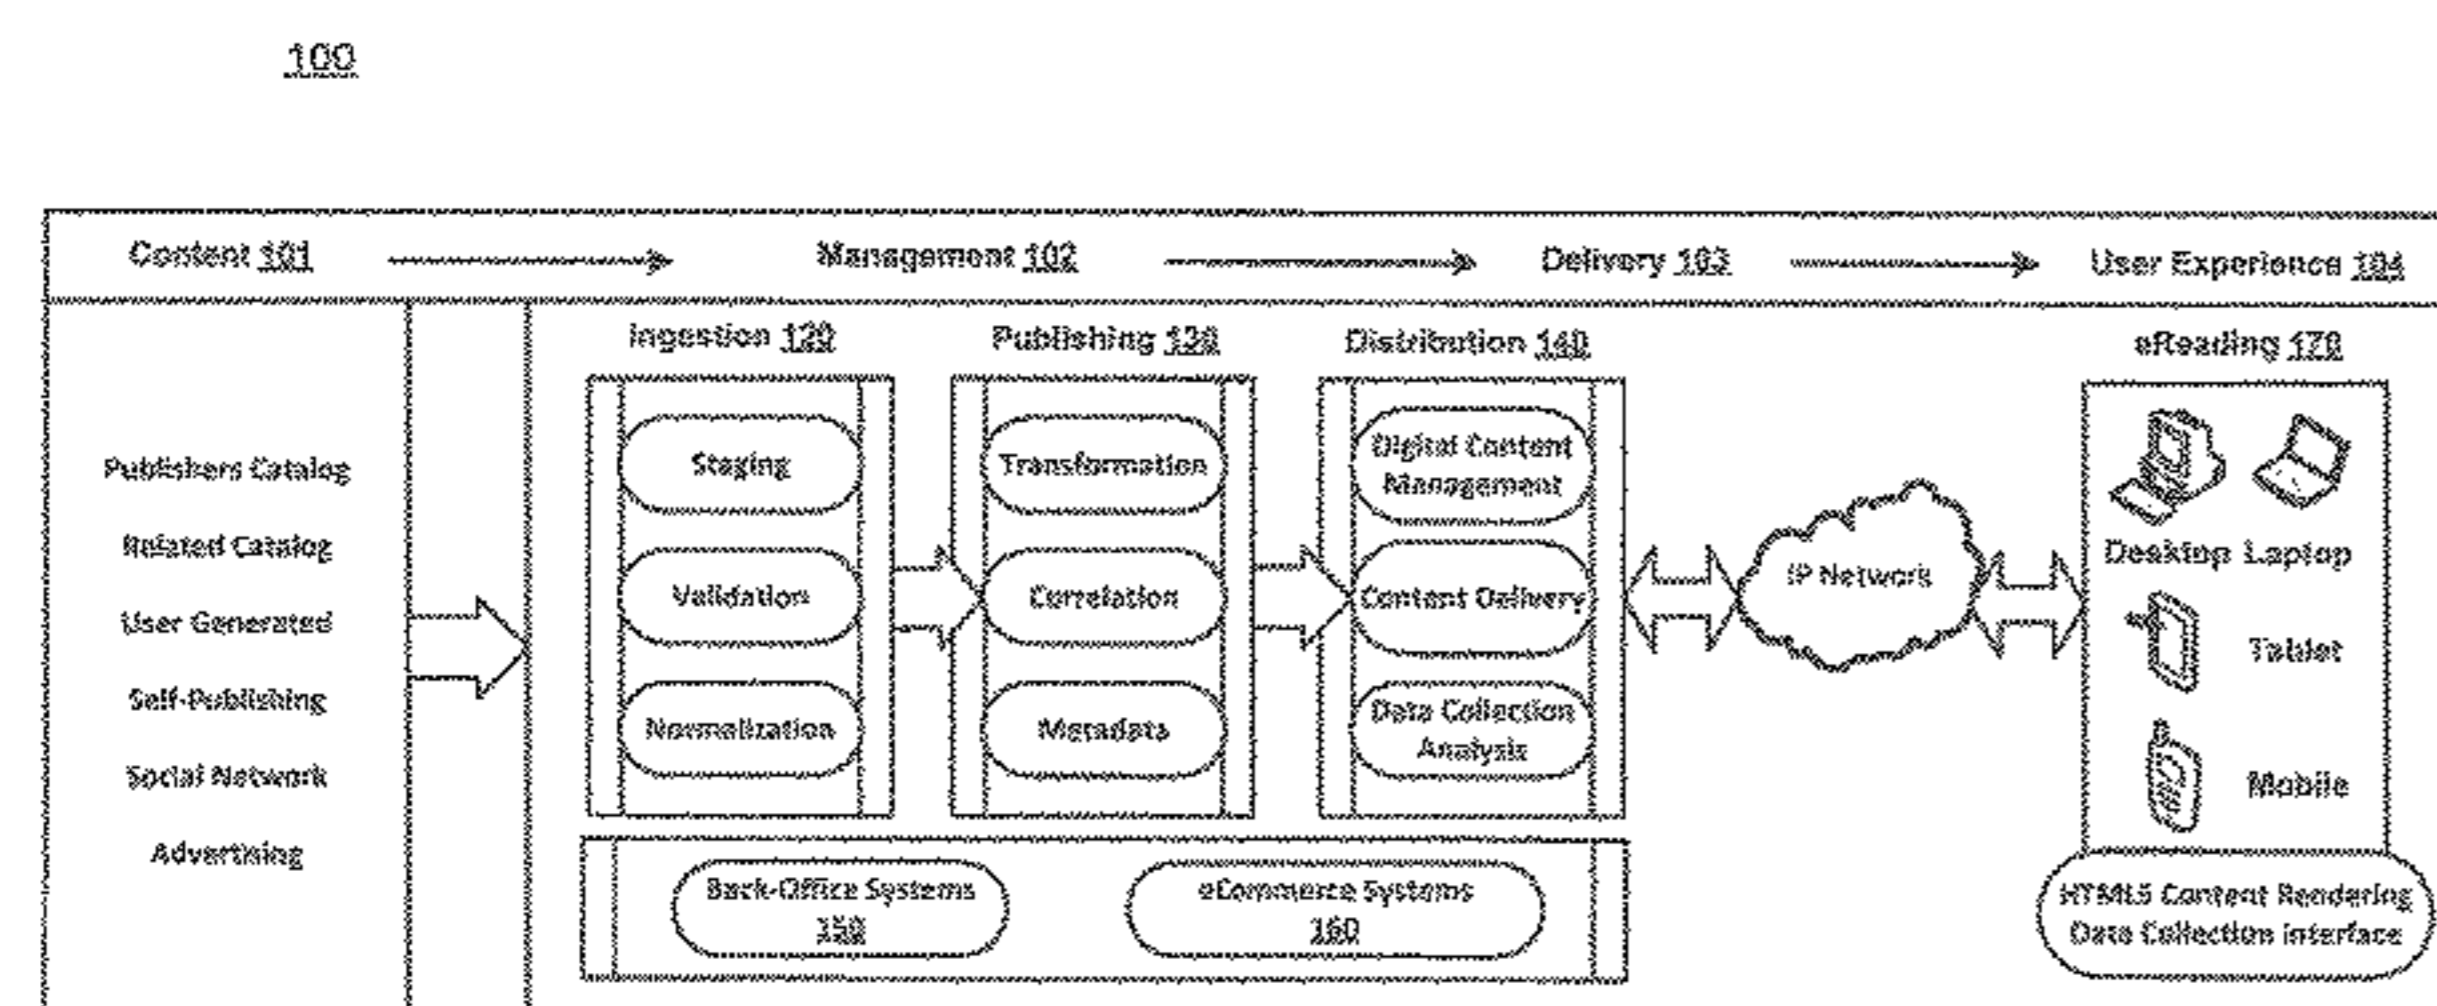 100
Content 101
Management 102
Delivery 103
User Experience 104
Ingestion 120
Publishing 130
Distribution 140
eReading 170
Publishers Catalog
Related Catalog
User Generated
Self-Publishing
Social Network
Advertising
Staging
Validation
Normalization
Transformation
Correlation
Metadata
Digital Content
Management
Content Delivery
Data Collection
Analysis
IP Network
Desktop Laptop
Tablet
Mobile
Back-Office Systems
150
eCommerce Systems
160
HTML5 Content Rendering
Data Collection Interface